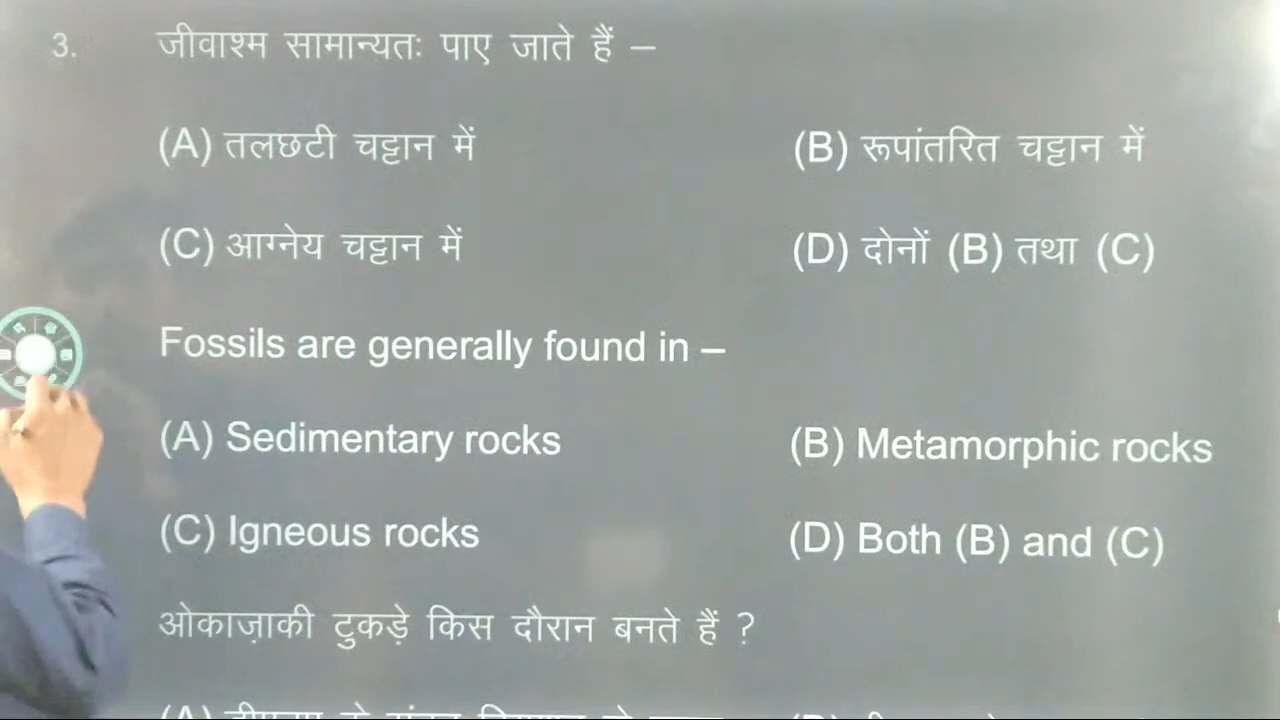 3. जीवाश्म सामान्यतः पाए जाते हैं –
(A) तलछटी चट्टान में (B) रूपांतरित चट्टान में
(C) आग्नेय चट्टान में (D) दोनों (B) तथा (C)
Fossils are generally found in –
(A) Sedimentary rocks (B) Metamorphic rocks
(C) Igneous rocks (D) Both (B) and (C)
ओकाज़ाकी टुकड़े किस दौरान बनते हैं ?
(A)